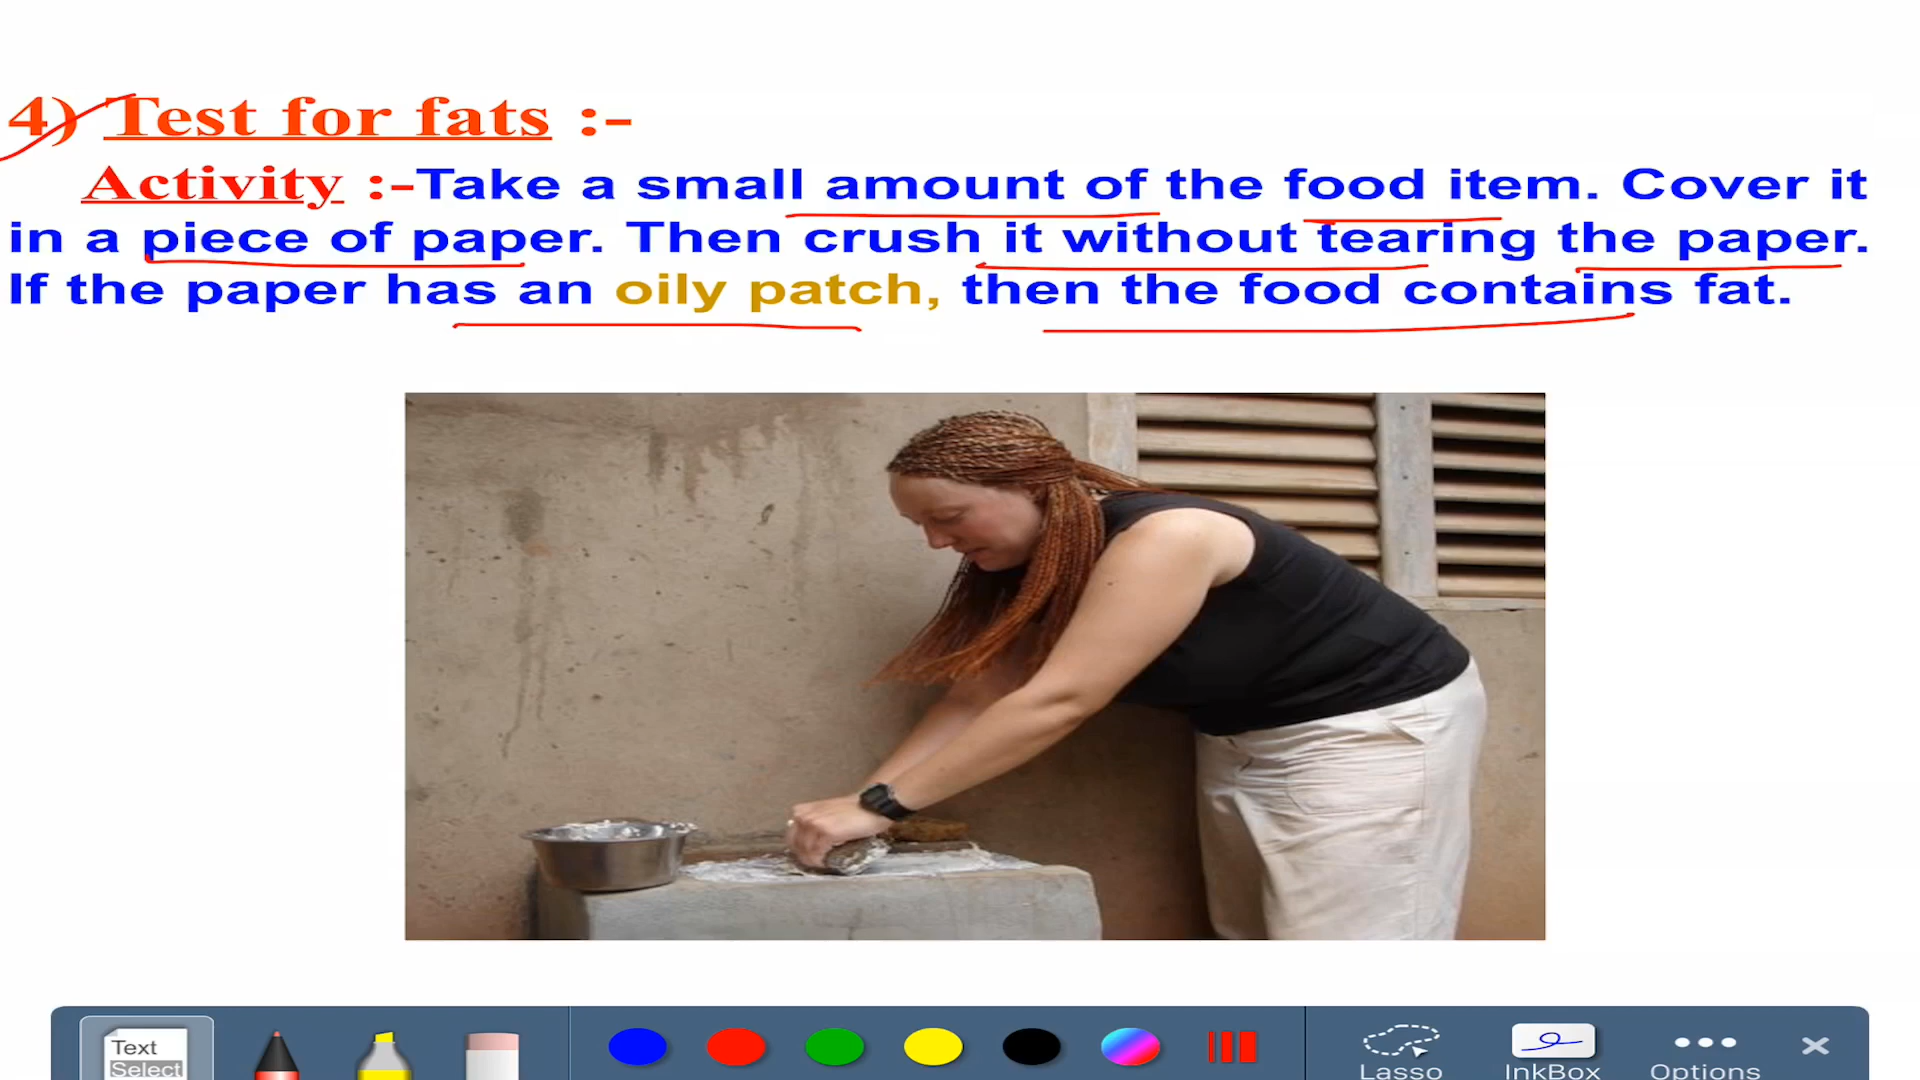 4) Test for fats :-
Activity :-Take a small amount of the food item. Cover it
in a piece of paper. Then crush it without tearing the paper.
If the paper has an oily patch, then the food contains fat.
Text
Select
Lasso
InkBox
Options